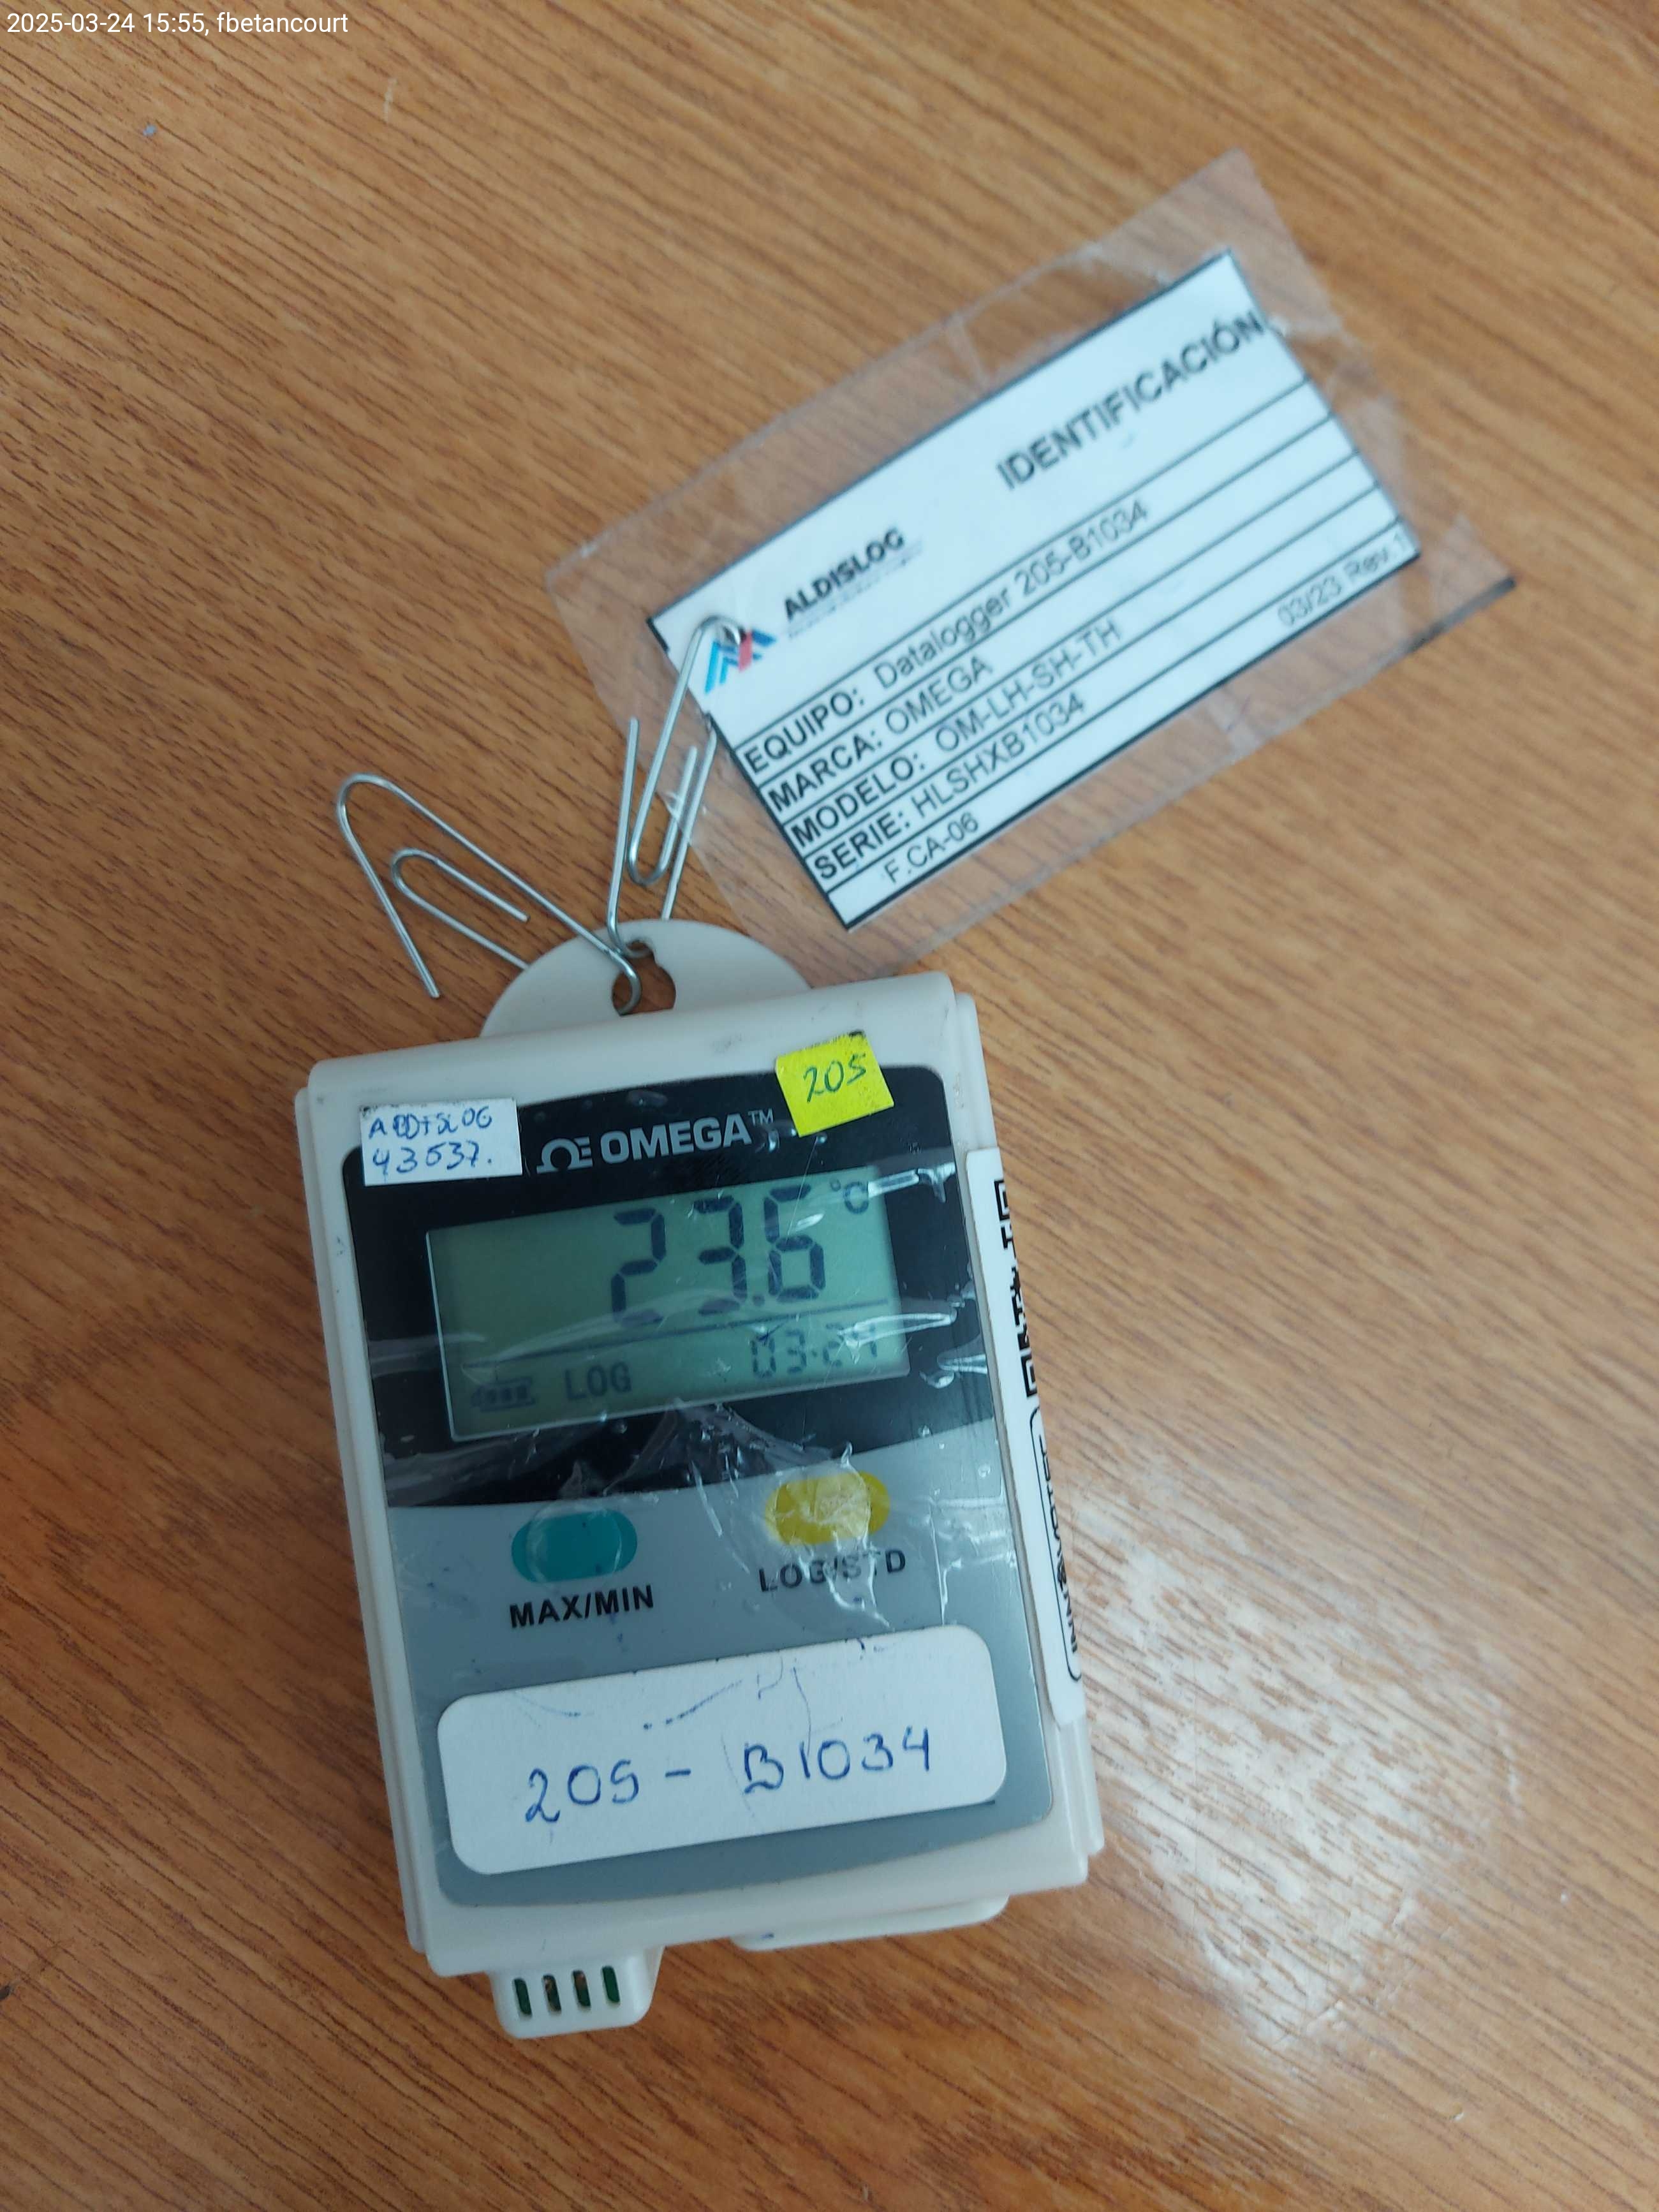 2025-03-24 15:55, fbetancourt
ALDISLOG
IDENTIFICACIÓN
EQUIPO: Datalogger 205-B1034
MARCA: OMEGA
MODELO: OM-LH-SH-TH
SERIE: HLSHXB1034
F.CA-06 03/23 Rev.1
205
43537.
OMEGA™
23.6 °C
LOG 03-24
MAX/MIN
LOG/STD
205 - B1034